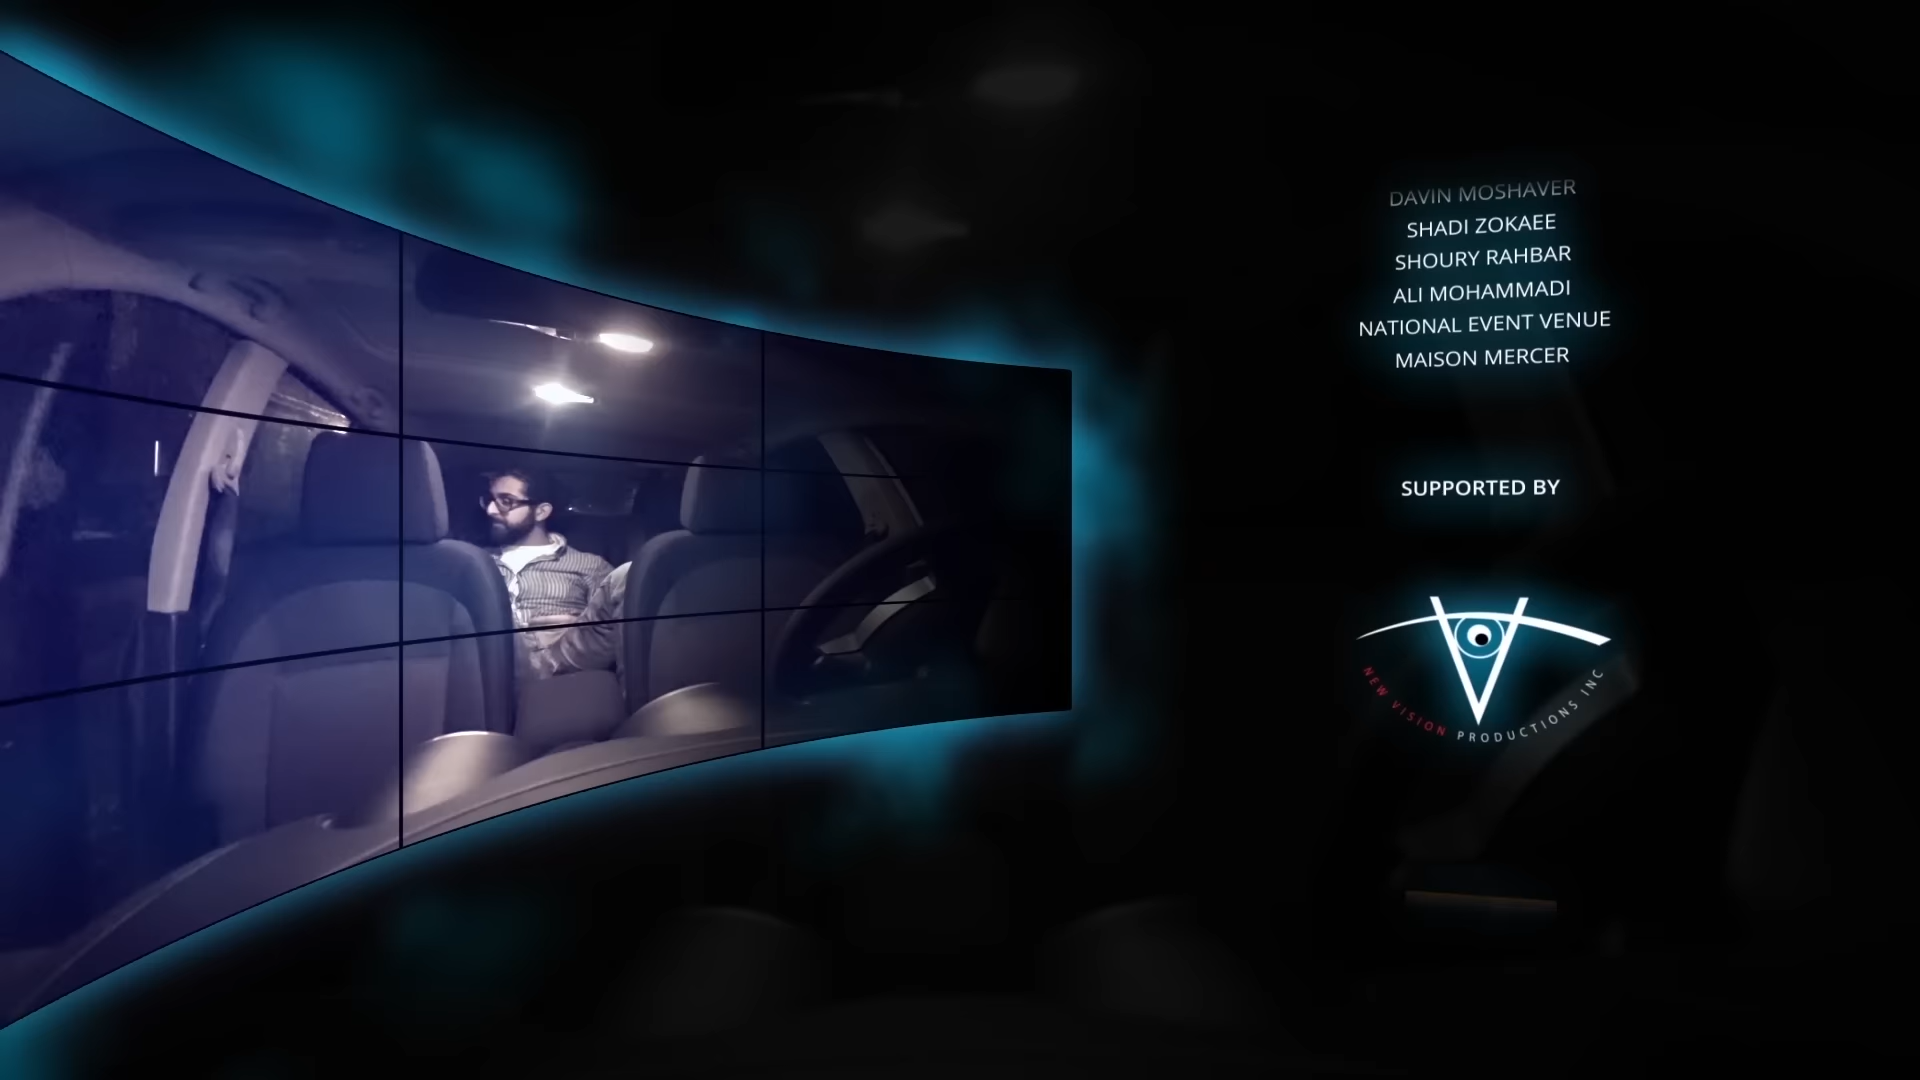 DAVIN MOSHAVER
SHADI ZOKAEE
SHOURY RAHBAR
ALI MOHAMMADI
NATIONAL EVENT VENUE
MAISON MERCER
SUPPORTED BY
NEW VISION PRODUCTIONS INC